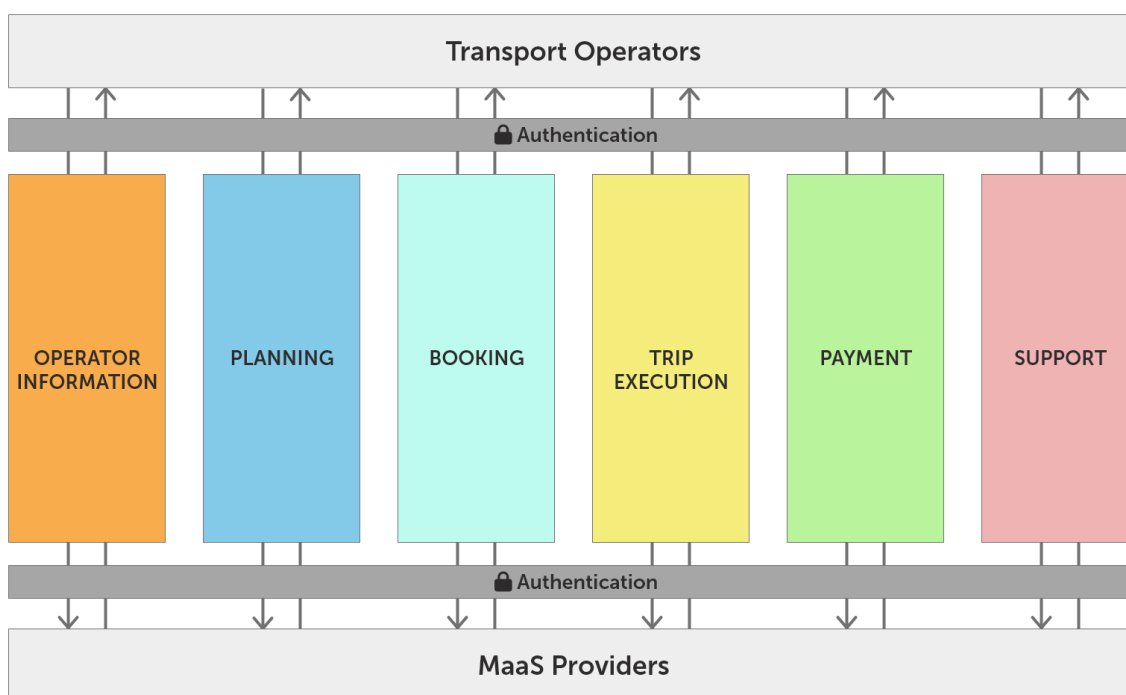 Transport Operators
Authentication
OPERATOR
INFORMATION
PLANNING
BOOKING
TRIP
EXECUTION
PAYMENT
SUPPORT
Authentication
MaaS Providers